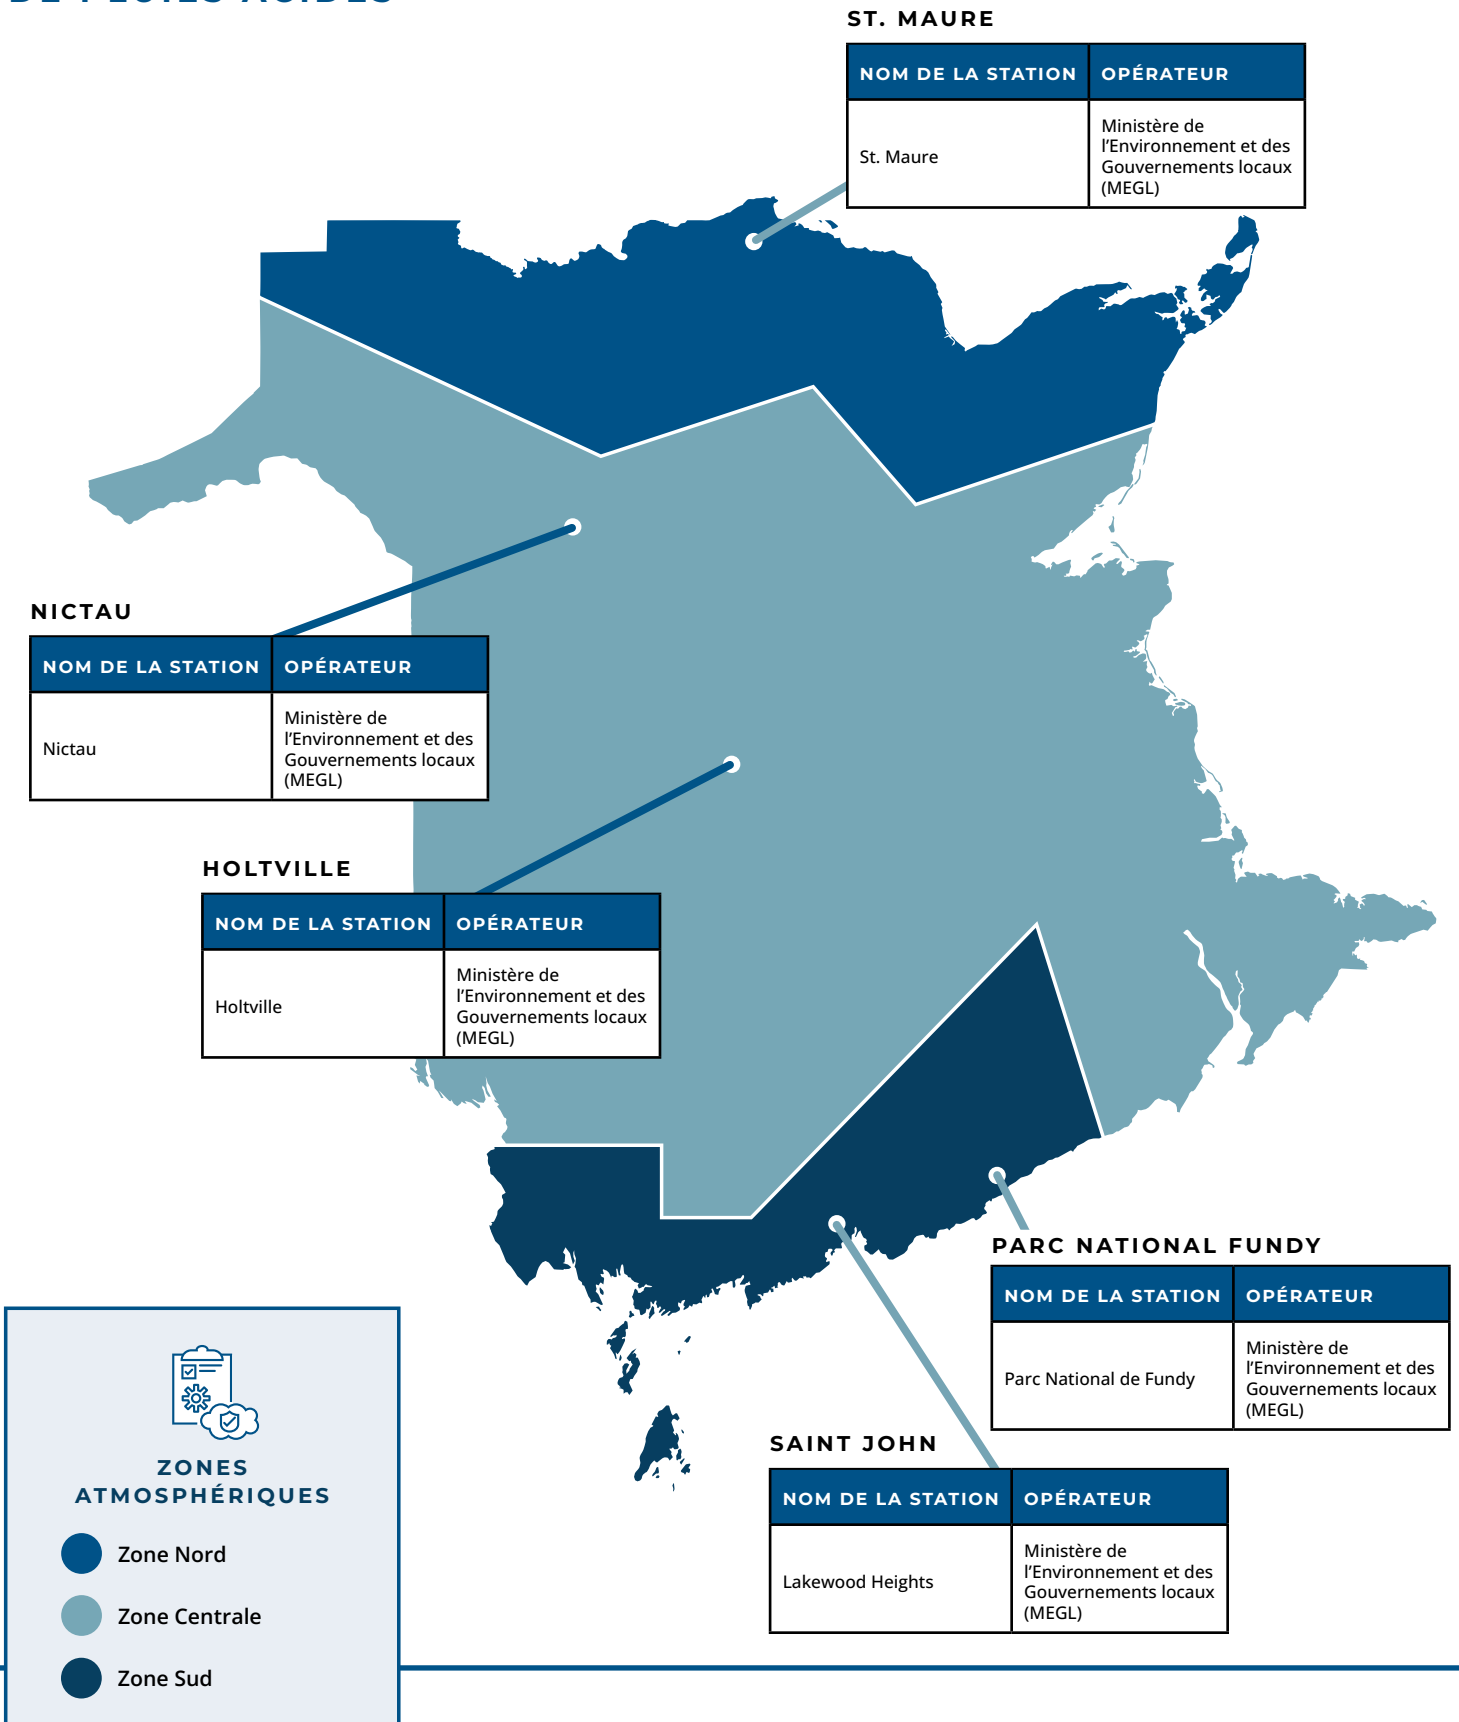 DE PLUIES ACIDES
ST. MAURE
NOM DE LA STATION OPÉRATEUR
St. Maure
Ministère de
l'Environnement et des
Gouvernements locaux
(MEGL)
NICTAU
NOM DE LA STATION OPÉRATEUR
Nictau
Ministère de
l'Environnement et des
Gouvernements locaux
(MEGL)
HOLTVILLE
NOM DE LA STATION OPÉRATEUR
Holtville
Ministère de
l'Environnement et des
Gouvernements locaux
(MEGL)
PARC NATIONAL FUNDY
NOM DE LA STATION OPÉRATEUR
Parc National de Fundy
Ministère de
l'Environnement et des
Gouvernements locaux
(MEGL)
SAINT JOHN
NOM DE LA STATION OPÉRATEUR
Lakewood Heights
Ministère de
l'Environnement et des
Gouvernements locaux
(MEGL)
ZONES
ATMOSPHÉRIQUES
Zone Nord
Zone Centrale
Zone Sud